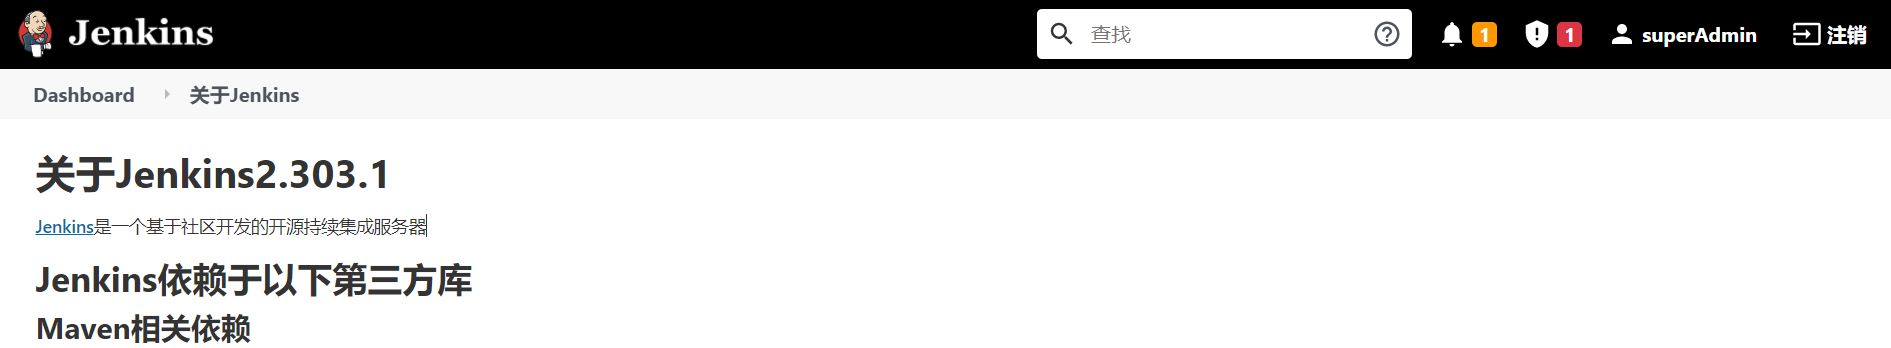 Jenkins
查找
1
1
superAdmin
注销
Dashboard
关于Jenkins
关于Jenkins2.303.1
Jenkins是一个基于社区开发的开源持续集成服务器
Jenkins依赖于以下第三方库
Maven相关依赖